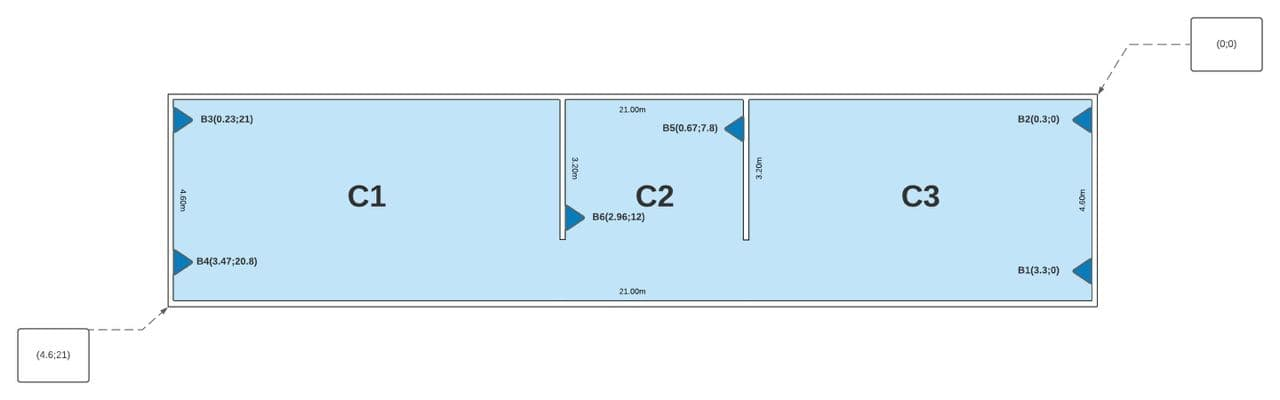 (0;0)
21.00m
B3(0.23;21)
B5(0.67;7.8)
B2(0.3;0)
3.20m
3.20m
4.60m
C1
C2
C3
4.60m
B6(2.96;12)
B4(3.47;20.8)
B1(3.3;0)
21.00m
(4.6;21)